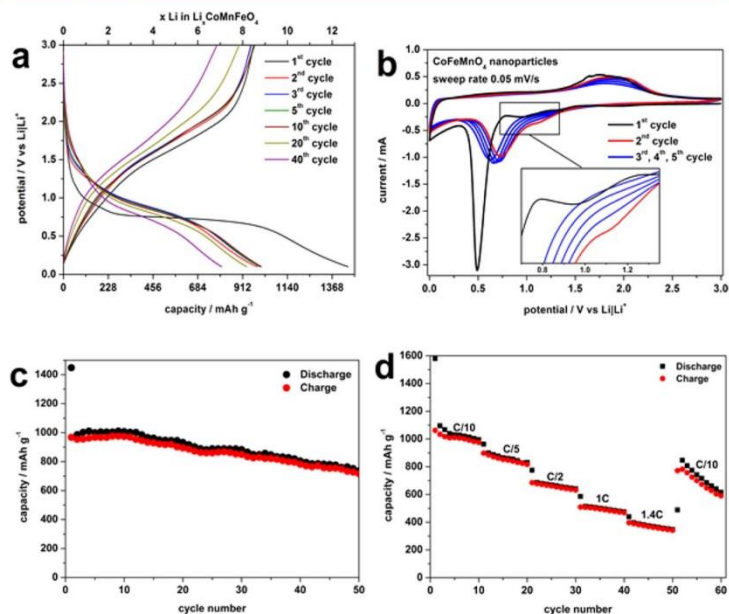 x Li in LiₓCoMnFeO₄
0 2 4 6 8 10 12
a
3.0
2.5
2.0
1.5
1.0
0.5
0.0
potential / V vs Li|Li⁺
1ˢᵗ cycle
2ⁿᵈ cycle
3ʳᵈ cycle
5ᵗʰ cycle
10ᵗʰ cycle
20ᵗʰ cycle
40ᵗʰ cycle
0 228 456 684 912 1140 1368
capacity / mAh g⁻¹
b
CoFeMnO₄ nanoparticles
sweep rate 0.05 mV/s
1.0
0.5
0.0
-0.5
-1.0
-1.5
-2.0
-2.5
-3.0
current / mA
1ˢᵗ cycle
2ⁿᵈ cycle
3ʳᵈ, 4ᵗʰ, 5ᵗʰ cycle
0.8 1.0 1.2
0.0 0.5 1.0 1.5 2.0 2.5 3.0
potential / V vs Li|Li⁺
c
Discharge
Charge
1600
1400
1200
1000
800
600
400
200
0
capacity / mAh g⁻¹
0 10 20 30 40 50
cycle number
d
Discharge
Charge
1600
1400
1200
1000
800
600
400
200
0
capacity / mAh g⁻¹
C/10
C/5
C/2
1C
1.4C
C/10
0 10 20 30 40 50 60
cycle number